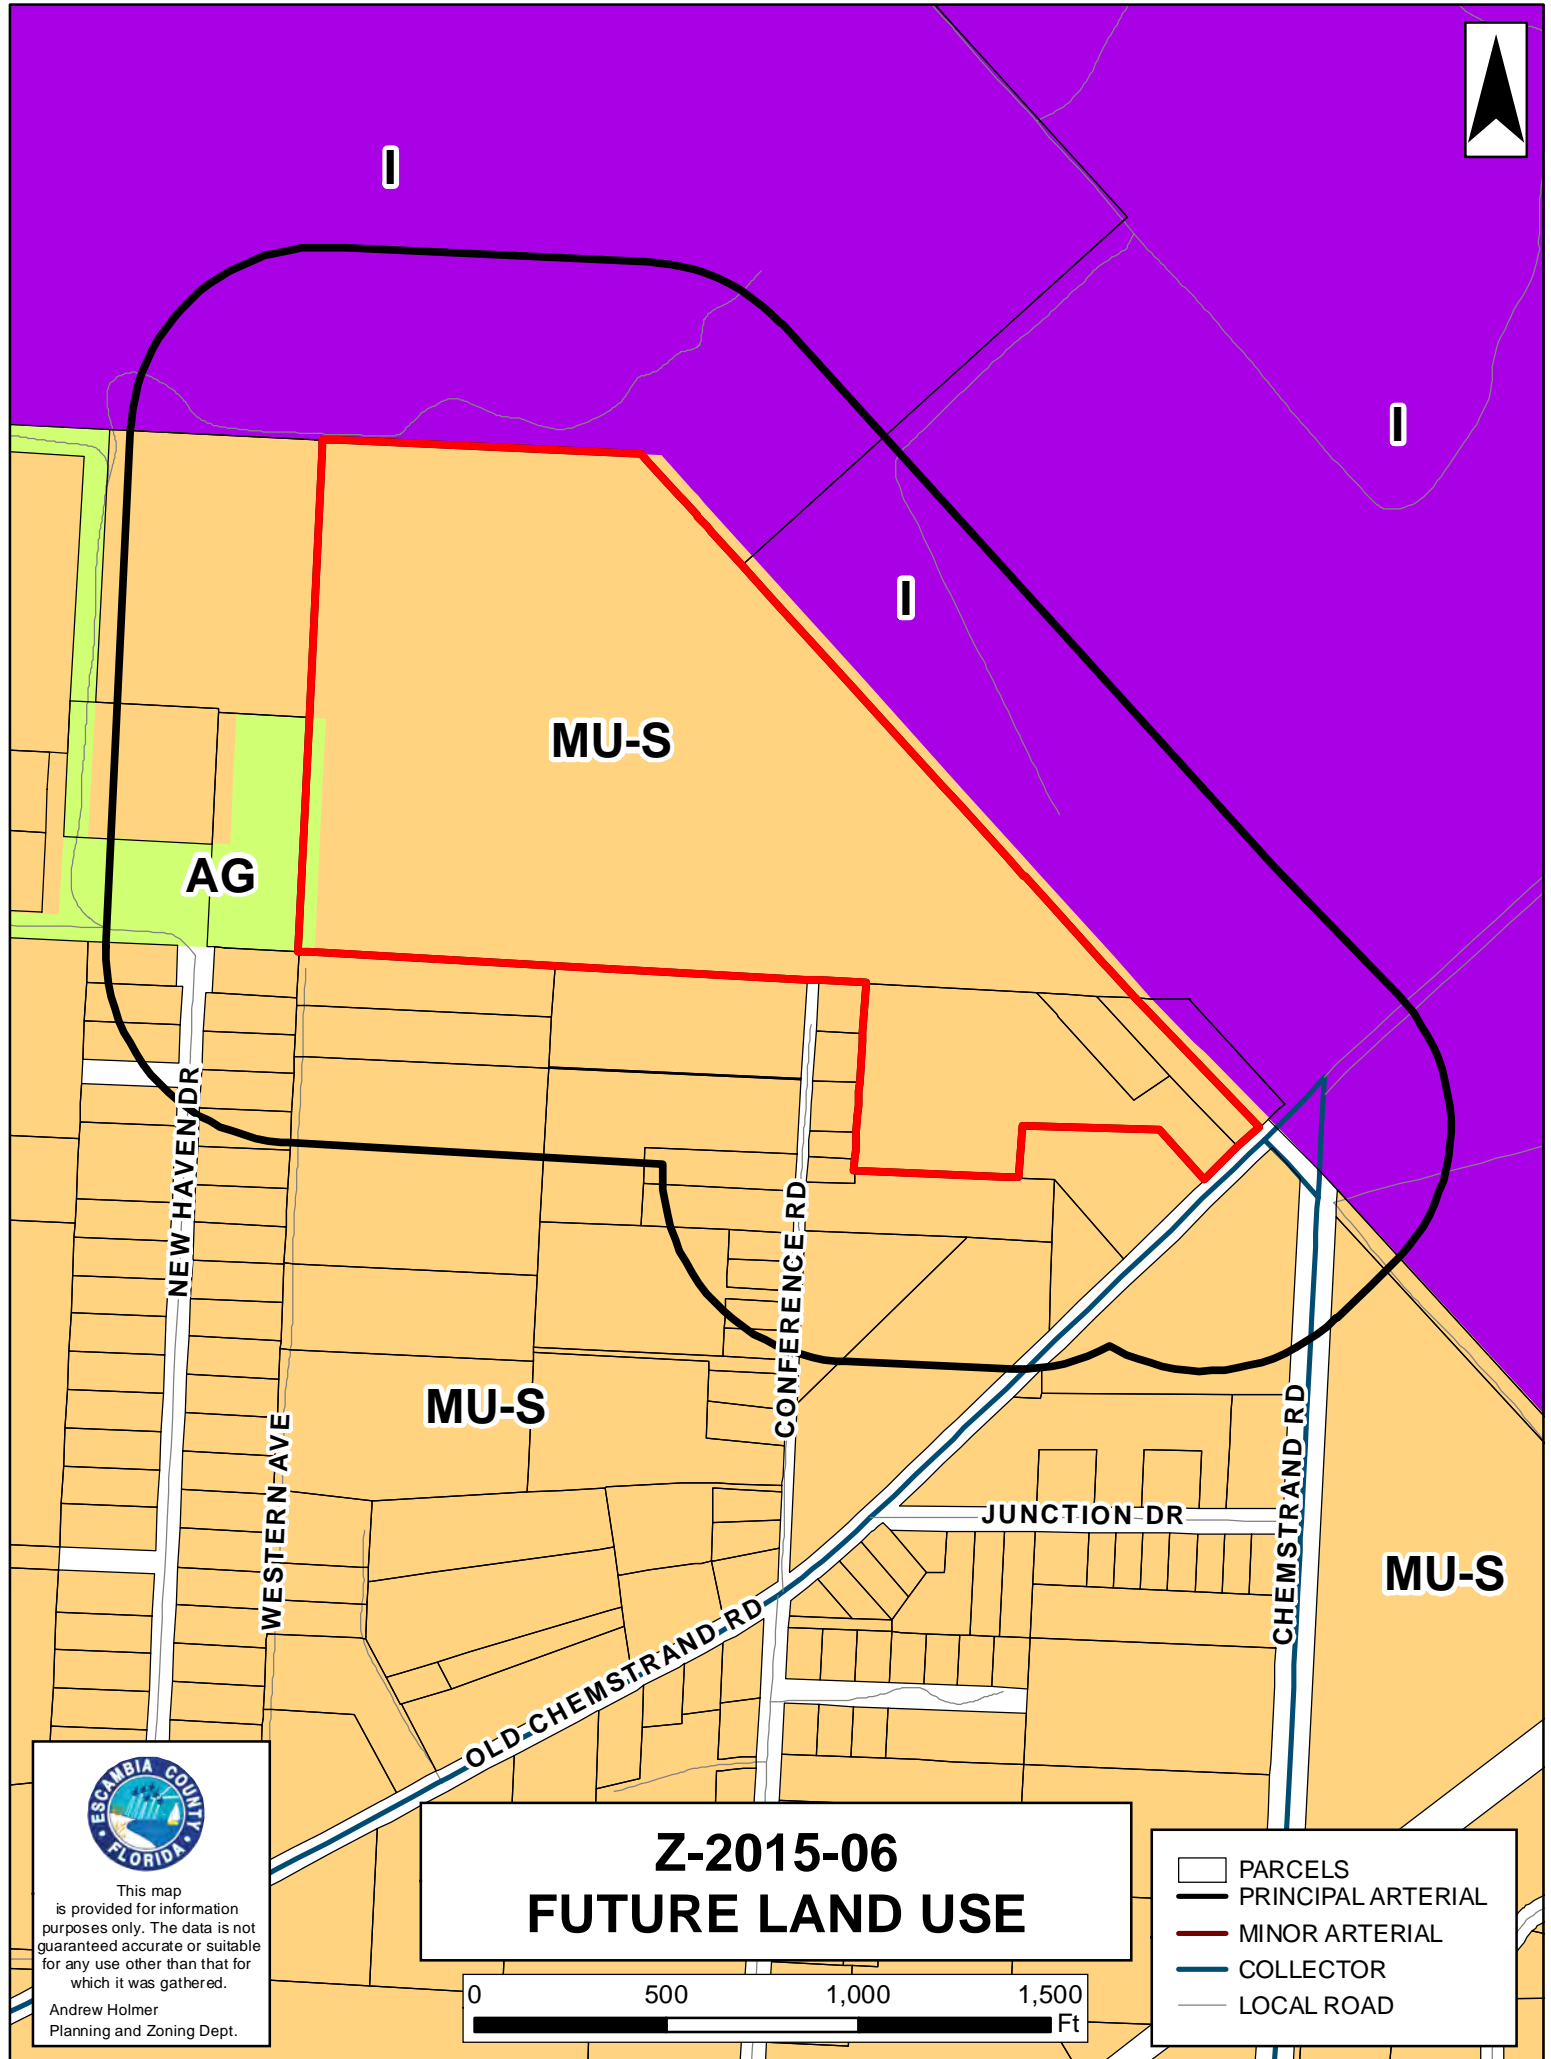 I
I
I
MU-S
AG
NEW HAVEN DR
CONFERENCE RD
MU-S
WESTERN AVE
CHEMSTRAND RD
JUNCTION DR
MU-S
OLD CHEMSTRAND RD
ESCAMBIA COUNTY
FLORIDA
This map
is provided for information
purposes only. The data is not
guaranteed accurate or suitable
for any use other than that for
which it was gathered.
Andrew Holmer
Planning and Zoning Dept.
Z-2015-06
FUTURE LAND USE
0 500 1,000 1,500
Ft
PARCELS
PRINCIPAL ARTERIAL
MINOR ARTERIAL
COLLECTOR
LOCAL ROAD